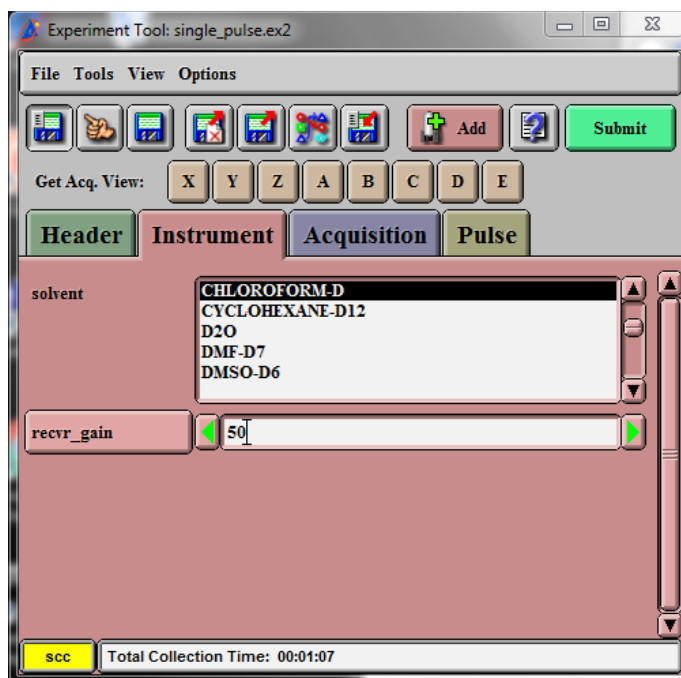 Experiment Tool: single_pulse.ex2
File Tools View Options
Add
Submit
Get Acq. View: X Y Z A B C D E
Header Instrument Acquisition Pulse
solvent
CHLOROFORM-D
CYCLOHEXANE-D12
D2O
DMF-D7
DMSO-D6
recvr_gain 50
scc Total Collection Time: 00:01:07